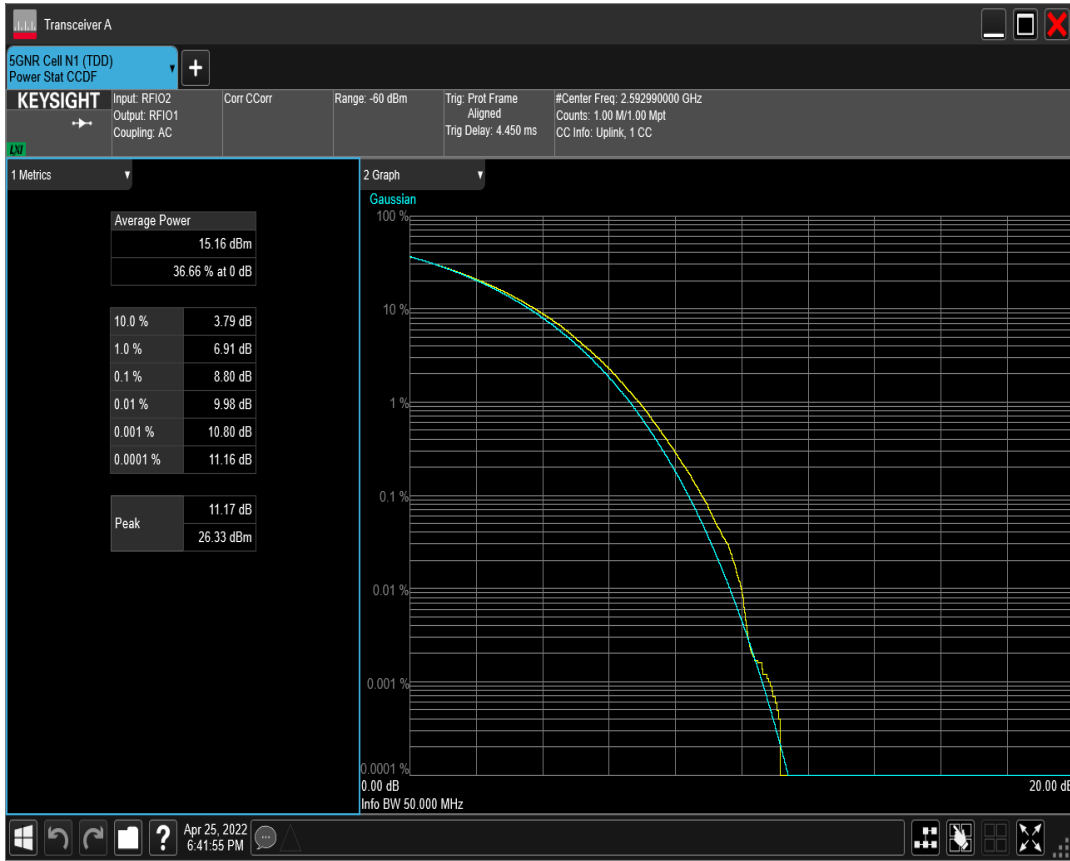 Transceiver A
5GNR Cell N1 (TDD)
Power Stat CCDF
+
KEYSIGHT
LXI
Input: RFIO2
Output: RFIO1
Coupling: AC
Corr CCorr
Range: -60 dBm
Trig: Prot Frame
Aligned
Trig Delay: 4.450 ms
#Center Freq: 2.592990000 GHz
Counts: 1.00 M/1.00 Mpt
CC Info: Uplink, 1 CC
1 Metrics
Average Power
15.16 dBm
36.66 % at 0 dB
10.0 % 3.79 dB
1.0 % 6.91 dB
0.1 % 8.80 dB
0.01 % 9.98 dB
0.001 % 10.80 dB
0.0001 % 11.16 dB
Peak 11.17 dB
26.33 dBm
2 Graph
Gaussian
100 %
10 %
1 %
0.1 %
0.01 %
0.001 %
0.0001 %
0.00 dB 20.00 dB
Info BW 50.000 MHz
?
Apr 25, 2022
6:41:55 PM